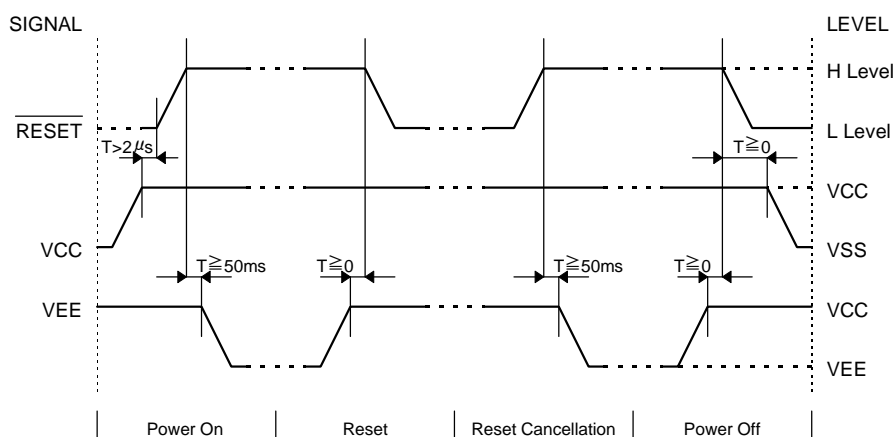 SIGNAL LEVEL
H Level
RESET L Level
T>2μs T≧0
VCC
VCC VSS
T≧50ms T≧0 T≧50ms T≧0
VEE VCC
VEE
Power On Reset Reset Cancellation Power Off